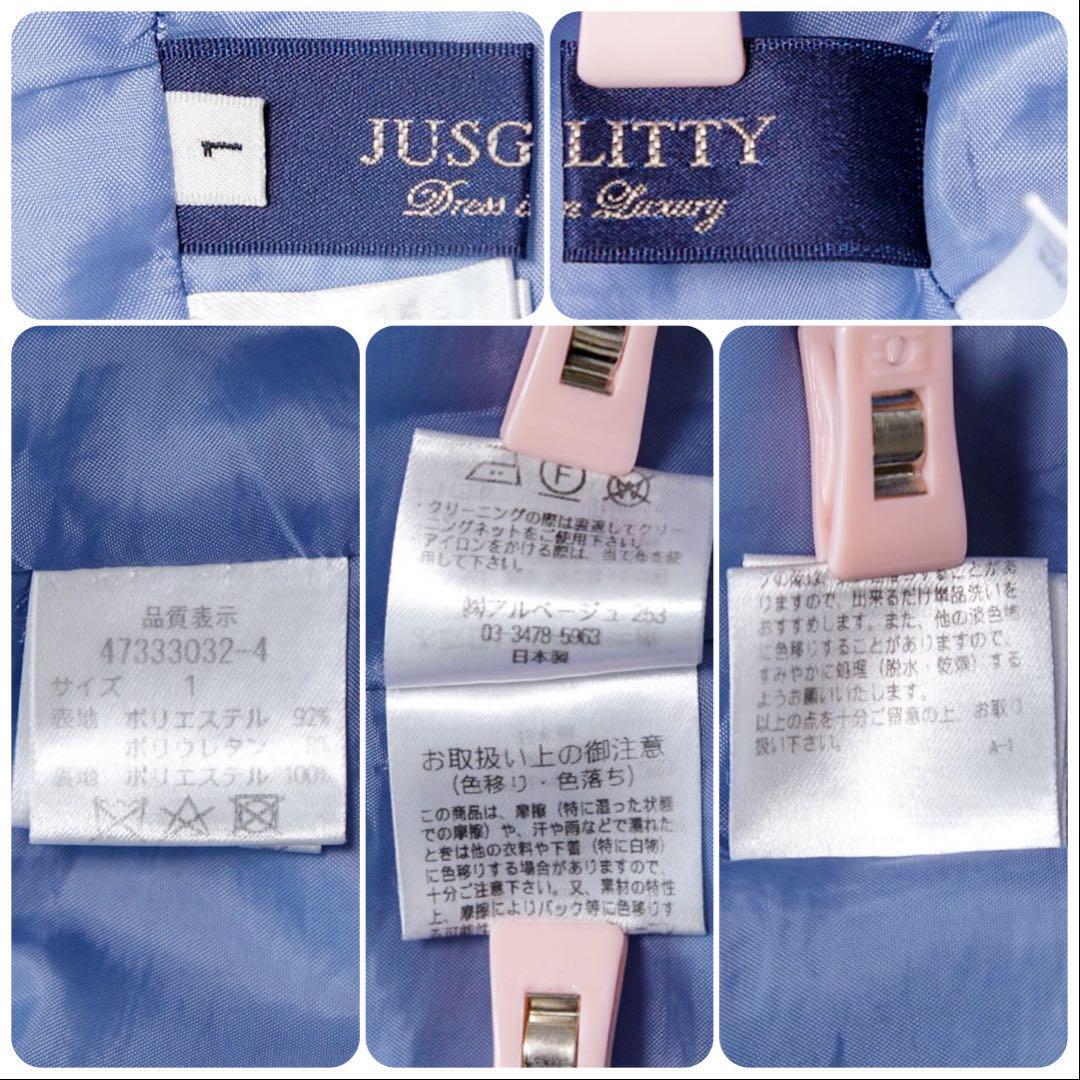 1
JUSG LITTY
Dress i n Luxury
品質表示
47333032-4
サイズ 1
表地 ポリエステル 92%
ポリウレタン 8%
裏地 ポリエステル 100%
F
W
クリーニングの際は裏返してクリー
ニングネットをご使用下さい。
アイロンをかける際は、当て布を使
用して下さい。
㈱アルページュ 253
03-3478-5963
日本製
お取扱い上の御注意
(色移り・色落ち)
この商品は、摩擦（特に湿った状態
での摩擦）や、汗や雨などで濡れた
ときは他の衣料や下着（特に白物）
に色移りする場合がありますので、
十分ご注意下さい。又、素材の特性
上、摩擦によりバック等に色移りす
る可能性
りますので、出来るだけ単品洗いを
おすすめします。また、他の淡色物
に色移りすることがありますので、
すみやかに処理（脱水・乾燥）する
ようお願いいたします。
以上の点を十分ご留意の上、お取り
扱い下さい。
A-1